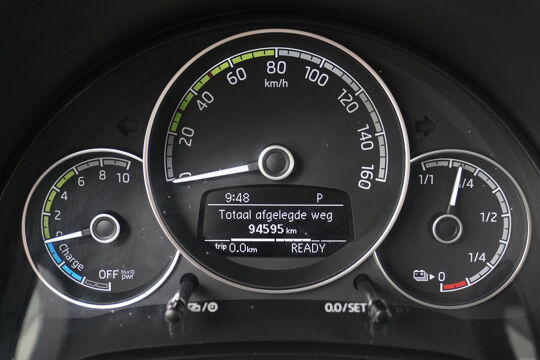 0
20
40
60
80
100
120
140
160
km/h
9:48 P
Totaal afgelegde weg
94595 km
trip 0.0km READY
0
2
4
6
8
10
Charge
OFF
%x10
pwr
1/1
3/4
1/2
1/4
0
0.0/SET